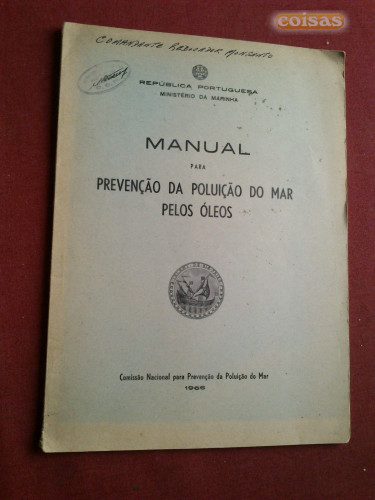 coisas
COMANDANTE
REPÚBLICA PORTUGUESA
MINISTÉRIO DA MARINHA
MANUAL
PARA
PREVENÇÃO DA POLUIÇÃO DO MAR
PELOS ÓLEOS
Comissão Nacional para Prevenção da Poluição do Mar
1966